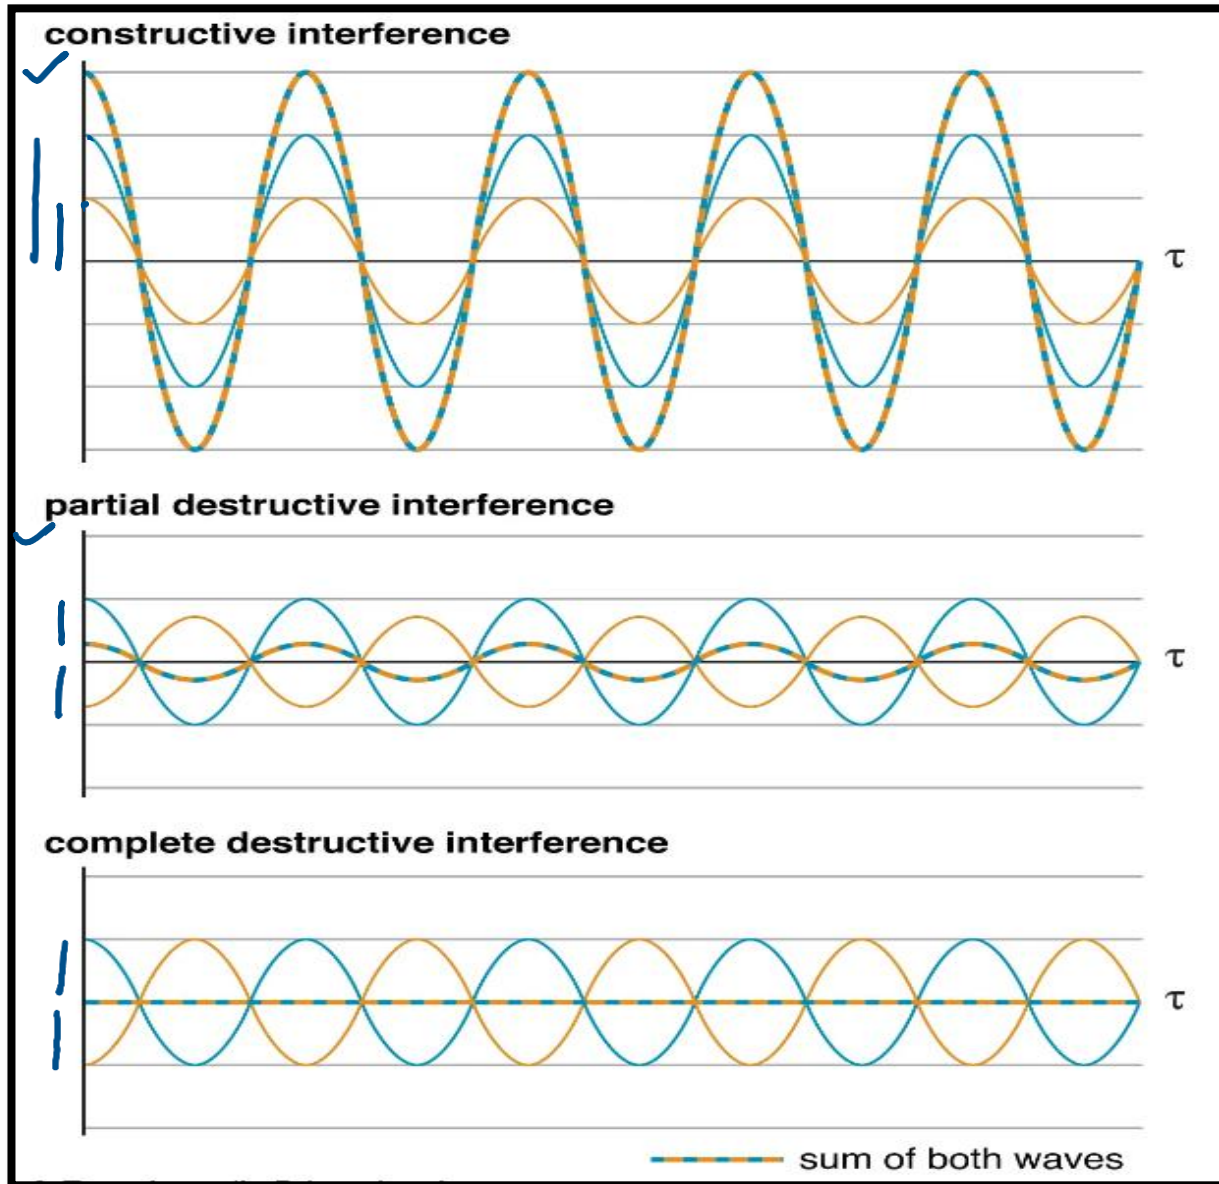 constructive interference
τ
partial destructive interference
τ
complete destructive interference
τ
sum of both waves